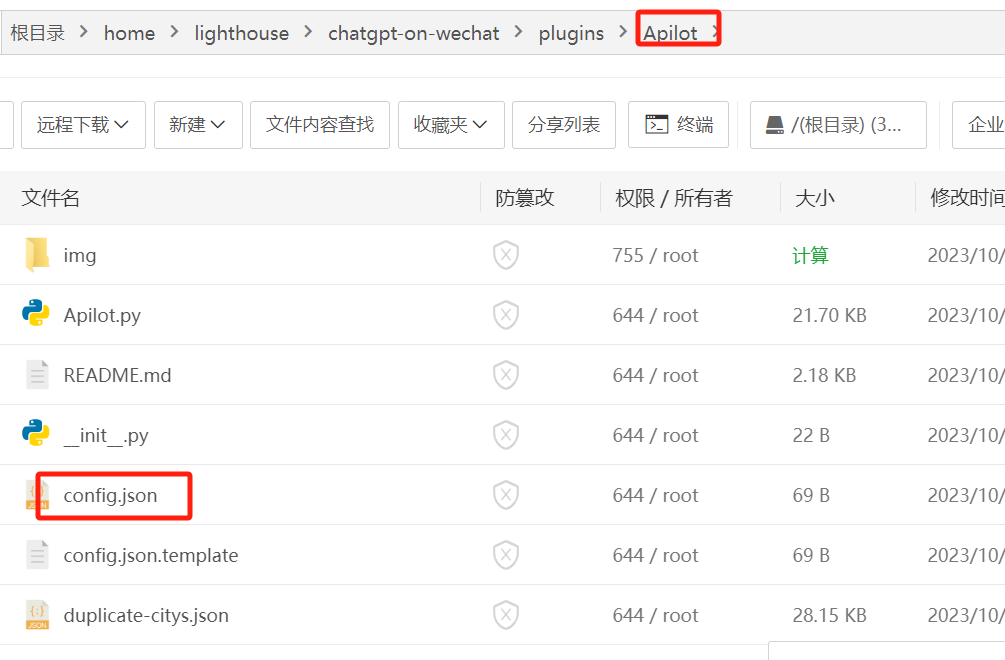 根目录 > home > lighthouse > chatgpt-on-wechat > plugins > Apilot >
远程下载 新建 文件内容查找 收藏夹 分享列表 终端 /(根目录) (3... 企业
文件名 防篡改 权限 / 所有者 大小 修改时间
img 755 / root 计算 2023/10/
Apilot.py 644 / root 21.70 KB 2023/10/
README.md 644 / root 2.18 KB 2023/10/
__init__.py 644 / root 22 B 2023/10/
config.json 644 / root 69 B 2023/10/
config.json.template 644 / root 69 B 2023/10/
duplicate-citys.json 644 / root 28.15 KB 2023/10/